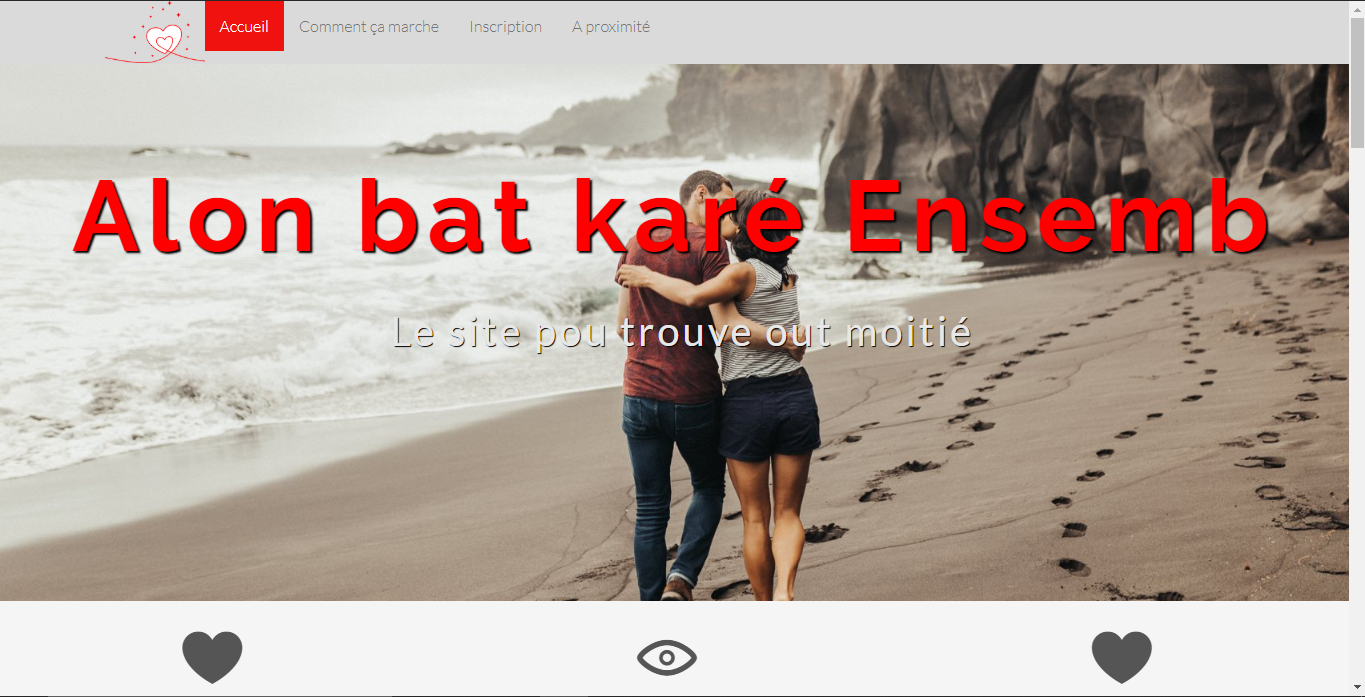 Accueil Comment ça marche Inscription A proximité
Alon bat karé Ensemb
Le site pou trouve out moitié